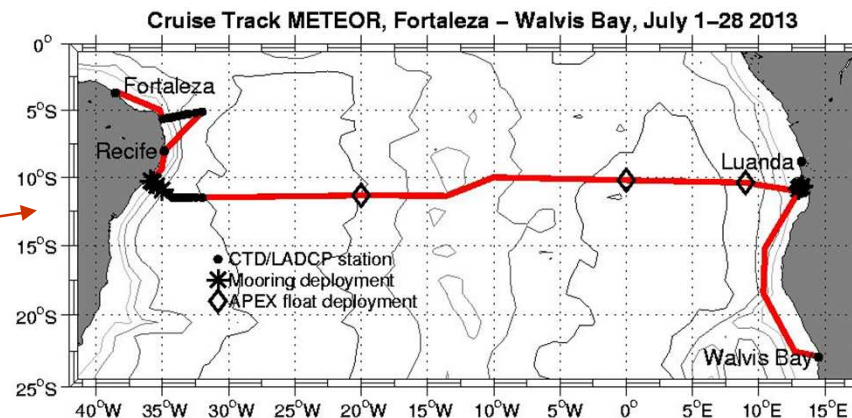 Cruise Track METEOR, Fortaleza – Walvis Bay, July 1–28 2013
0°
Fortaleza
5°S
Recife
Luanda
10°S
15°S
CTD/LADCP station
Mooring deployment
APEX float deployment
20°S
Walvis Bay
25°S
40°W 35°W 30°W 25°W 20°W 15°W 10°W 5°W 0° 5°E 10°E 15°E